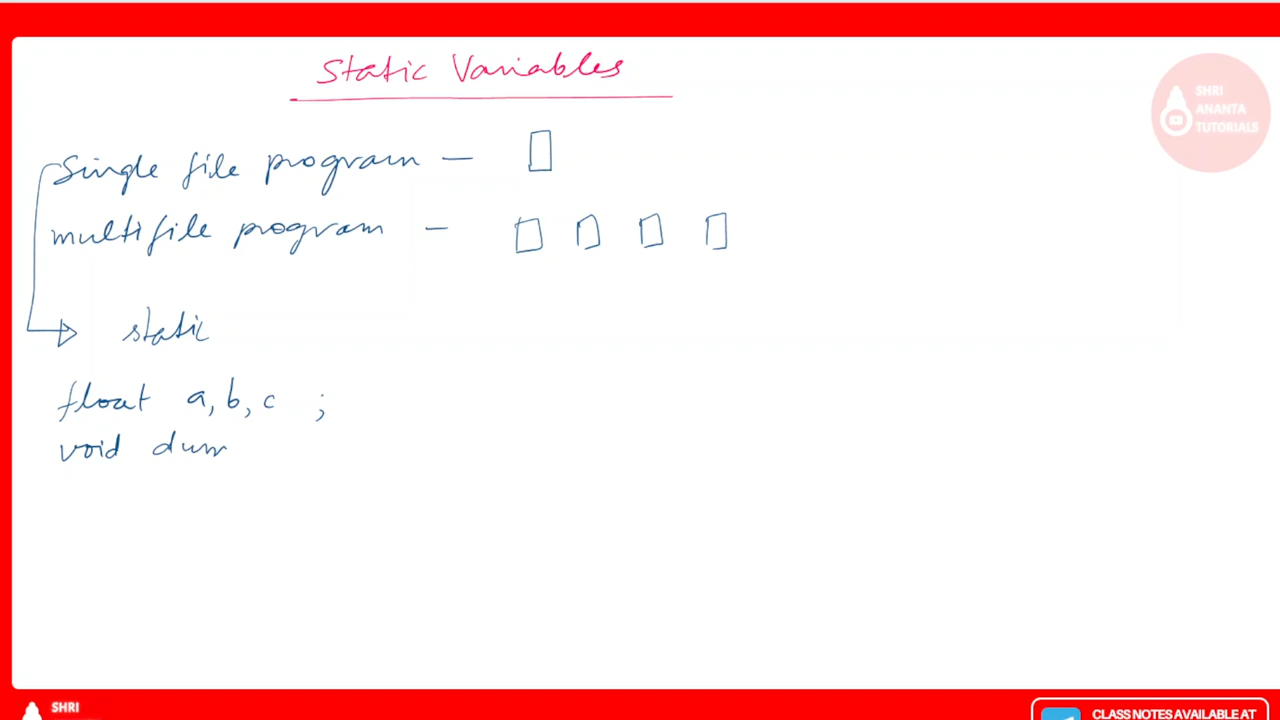 Static Variables
SHRI
ANANTA
TUTORIALS
Single file program —
multifile program —
static
float a, b, c ;
void dum
SHRI
CLASS NOTES AVAILABLE AT